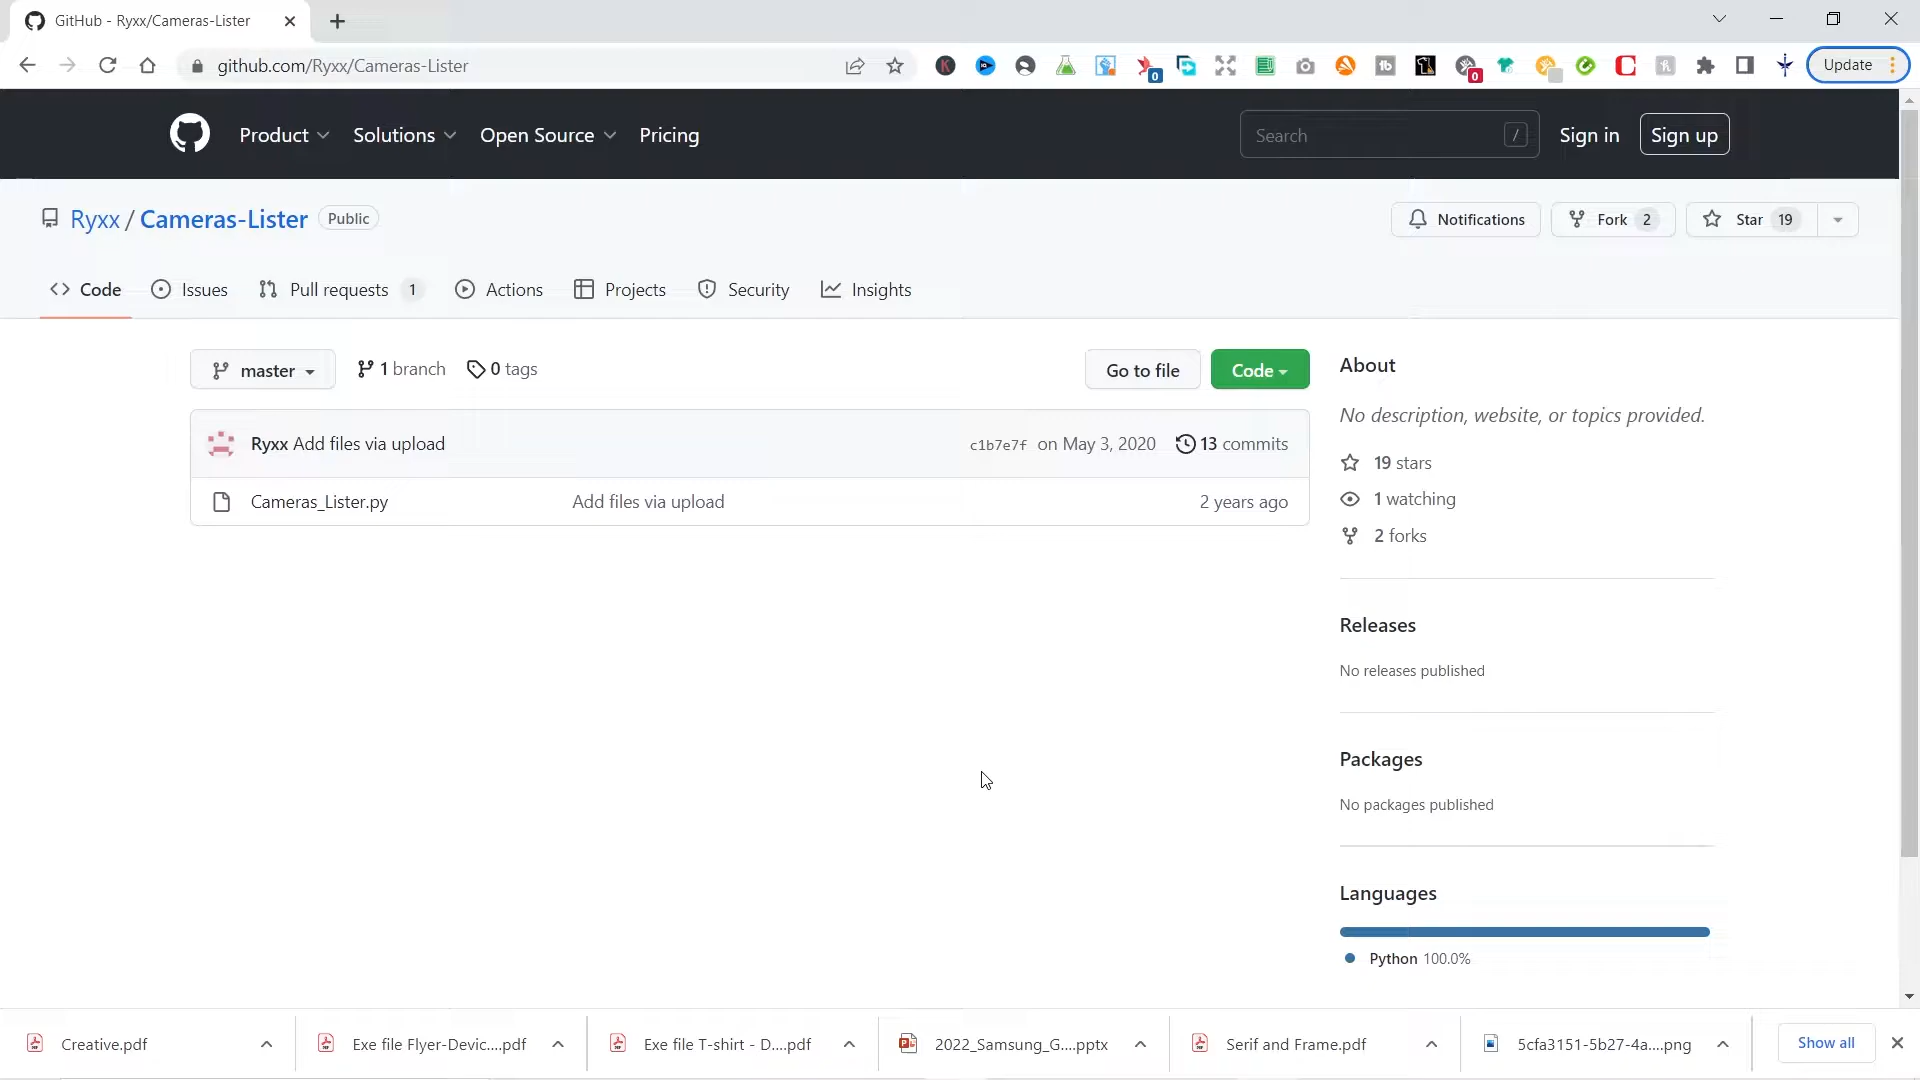 GitHub - Ryxx/Cameras-Lister
github.com/Ryxx/Cameras-Lister
0
0
Update
Product
Solutions
Open Source
Pricing
Search
/
Sign in
Sign up
Ryxx / Cameras-Lister
Public
Notifications
Fork 2
Star 19
Code
Issues
Pull requests 1
Actions
Projects
Security
Insights
master
1 branch
0 tags
Go to file
Code
About
No description, website, or topics provided.
Ryxx Add files via upload
c1b7e7f on May 3, 2020
13 commits
Cameras_Lister.py
Add files via upload
2 years ago
19 stars
1 watching
2 forks
Releases
No releases published
Packages
No packages published
Languages
Python 100.0%
Creative.pdf
Exe file Flyer-Devic....pdf
Exe file T-shirt - D....pdf
2022_Samsung_G....pptx
Serif and Frame.pdf
5cfa3151-5b27-4a....png
Show all